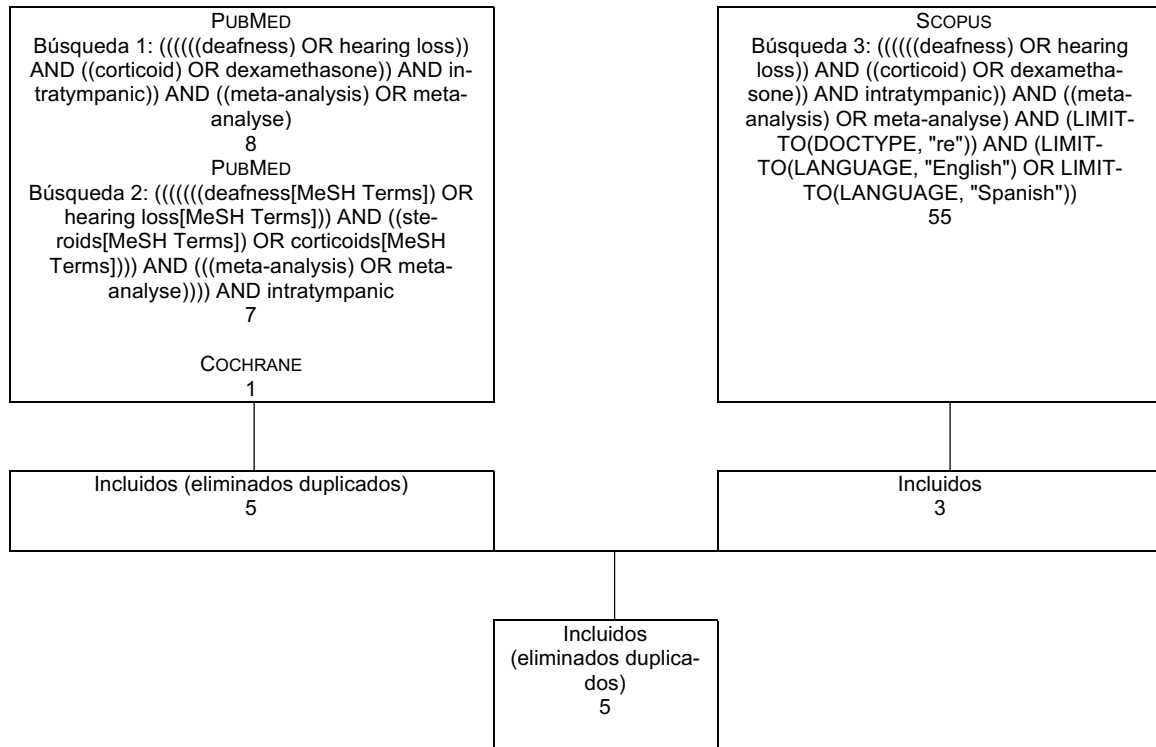 PUBMED
Búsqueda 1: ((((((deafness) OR hearing loss))
AND ((corticoid) OR dexamethasone)) AND in-
tratympanic)) AND ((meta-analysis) OR meta-
analyse)
8
PUBMED
Búsqueda 2: (((((((deafness[MeSH Terms]) OR
hearing loss[MeSH Terms])) AND ((ste-
roids[MeSH Terms]) OR corticoids[MeSH
Terms]))) AND (((meta-analysis) OR meta-
analyse)))) AND intratympanic
7
COCHRANE
1
SCOPUS
Búsqueda 3: ((((((deafness) OR hearing
loss)) AND ((corticoid) OR dexametha-
sone)) AND intratympanic)) AND ((meta-
analysis) OR meta-analyse) AND (LIMIT-
TO(DOCTYPE, "re")) AND (LIMIT-
TO(LANGUAGE, "English") OR LIMIT-
TO(LANGUAGE, "Spanish"))
55
Incluidos (eliminados duplicados)
5
Incluidos
3
Incluidos
(eliminados duplica-
dos)
5